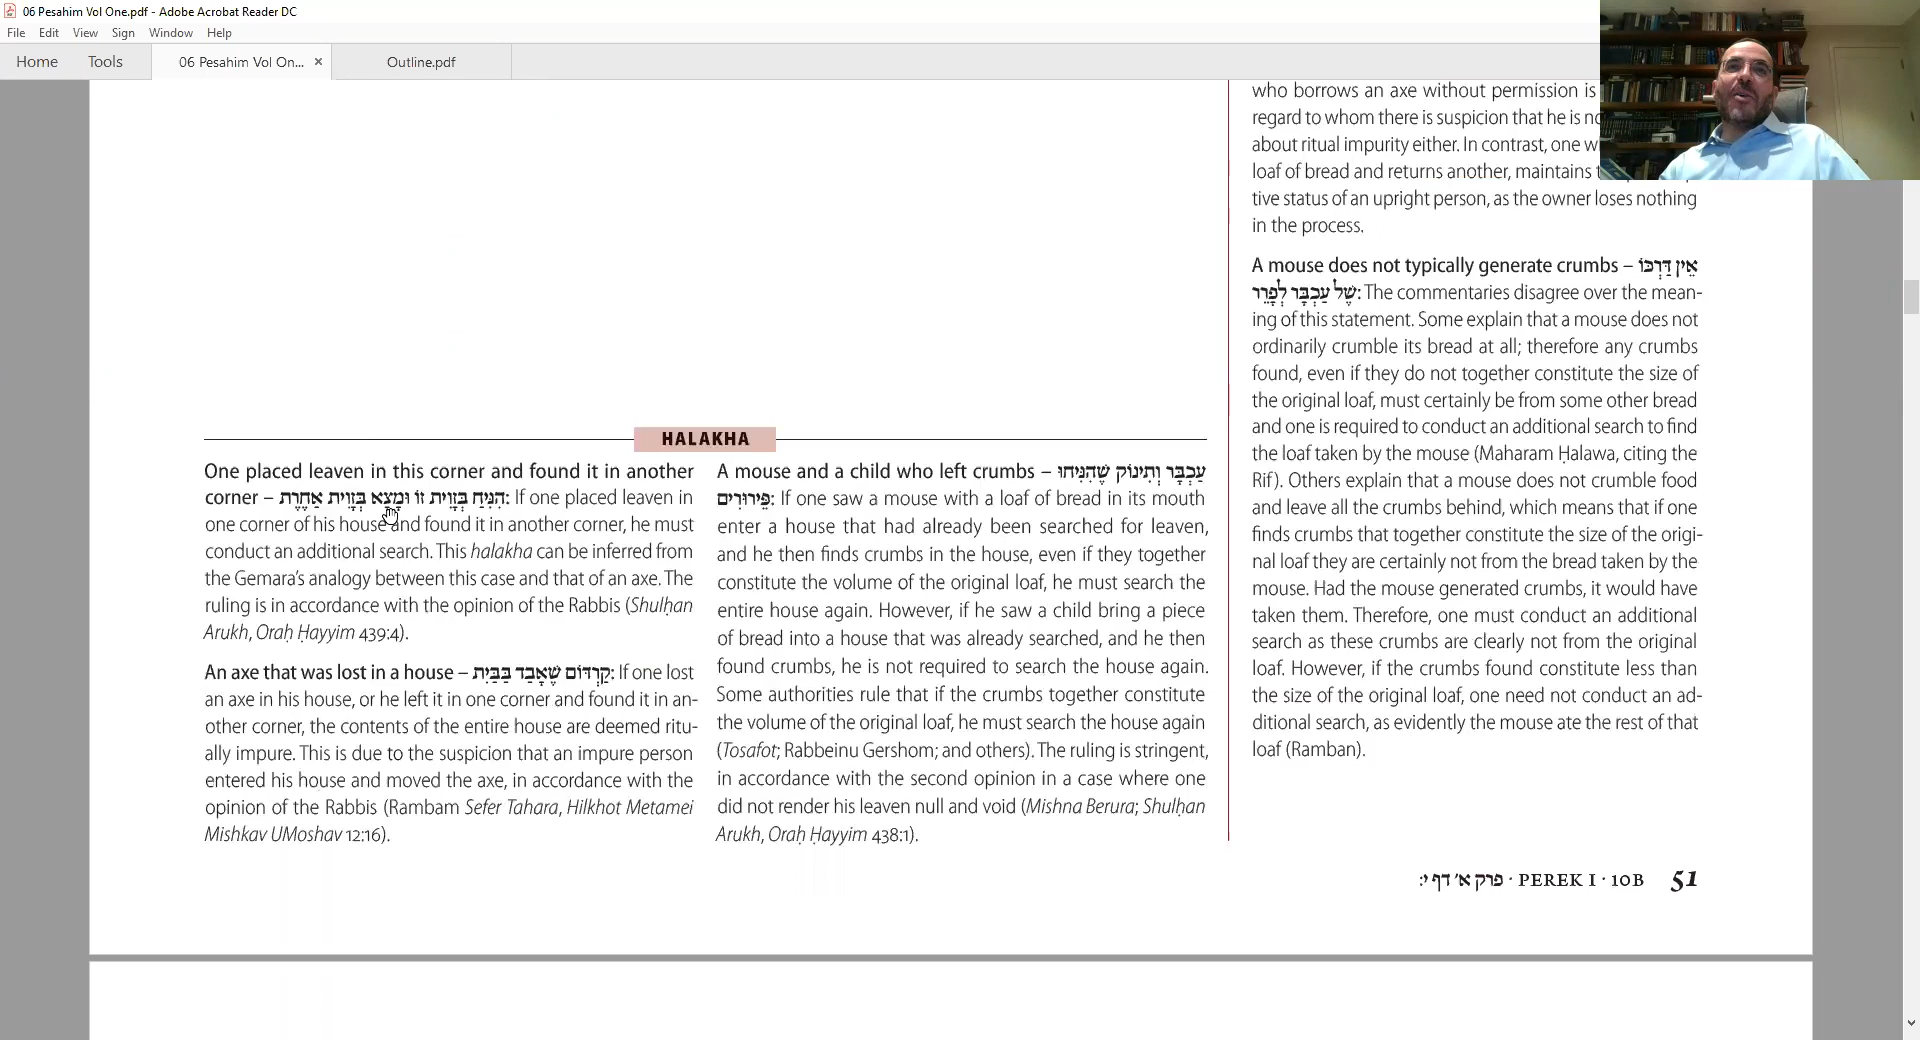 06 Pesahim Vol One.pdf - Adobe Acrobat Reader DC
File Edit View Sign Window Help
Home Tools 06 Pesahim Vol On... × Outline.pdf
HALAKHA
One placed leaven in this corner and found it in another
corner – הִנִּיחַ בְּזָוִית זוֹ וּמָצָא בְּזָוִית אַחֶרֶת: If one placed leaven in
one corner of his house and found it in another corner, he must
conduct an additional search. This halakha can be inferred from
the Gemara's analogy between this case and that of an axe. The
ruling is in accordance with the opinion of the Rabbis (Shulḥan
Arukh, Oraḥ Ḥayyim 439:4).
An axe that was lost in a house – קַרְדּוֹם שֶׁאָבַד בַּבַּיִת: If one lost
an axe in his house, or he left it in one corner and found it in an-
other corner, the contents of the entire house are deemed ritu-
ally impure. This is due to the suspicion that an impure person
entered his house and moved the axe, in accordance with the
opinion of the Rabbis (Rambam Sefer Tahara, Hilkhot Metamei
Mishkav UMoshav 12:16).
A mouse and a child who left crumbs – עַכְבָּר וְתִינוֹק שֶׁהִנִּיחוּ
פֵּירוּרִים: If one saw a mouse with a loaf of bread in its mouth
enter a house that had already been searched for leaven,
and he then finds crumbs in the house, even if they together
constitute the volume of the original loaf, he must search the
entire house again. However, if he saw a child bring a piece
of bread into a house that was already searched, and he then
found crumbs, he is not required to search the house again.
Some authorities rule that if the crumbs together constitute
the volume of the original loaf, he must search the house again
(Tosafot; Rabbeinu Gershom; and others). The ruling is stringent,
in accordance with the second opinion in a case where one
did not render his leaven null and void (Mishna Berura; Shulḥan
Arukh, Oraḥ Ḥayyim 438:1).
who borrows an axe without permission is
regard to whom there is suspicion that he is
about ritual impurity either. In contrast, one
loaf of bread and returns another, maintains
tive status of an upright person, as the owner loses nothing
in the process.
A mouse does not typically generate crumbs – אֵין דַּרְכּוֹ
שֶׁל עַכְבָּר לְפָרֵר: The commentaries disagree over the mean-
ing of this statement. Some explain that a mouse does not
ordinarily crumble its bread at all; therefore any crumbs
found, even if they do not together constitute the size of
the original loaf, must certainly be from some other bread
and one is required to conduct an additional search to find
the loaf taken by the mouse (Maharam Ḥalawa, citing the
Rif). Others explain that a mouse does not crumble food
and leave all the crumbs behind, which means that if one
finds crumbs that together constitute the size of the origi-
nal loaf they are certainly not from the bread taken by the
mouse. Had the mouse generated crumbs, it would have
taken them. Therefore, one must conduct an additional
search as these crumbs are clearly not from the original
loaf. However, if the crumbs found constitute less than
the size of the original loaf, one need not conduct an ad-
ditional search, as evidently the mouse ate the rest of that
loaf (Ramban).
פרק א׳ דף י: · PEREK I · 10B 51